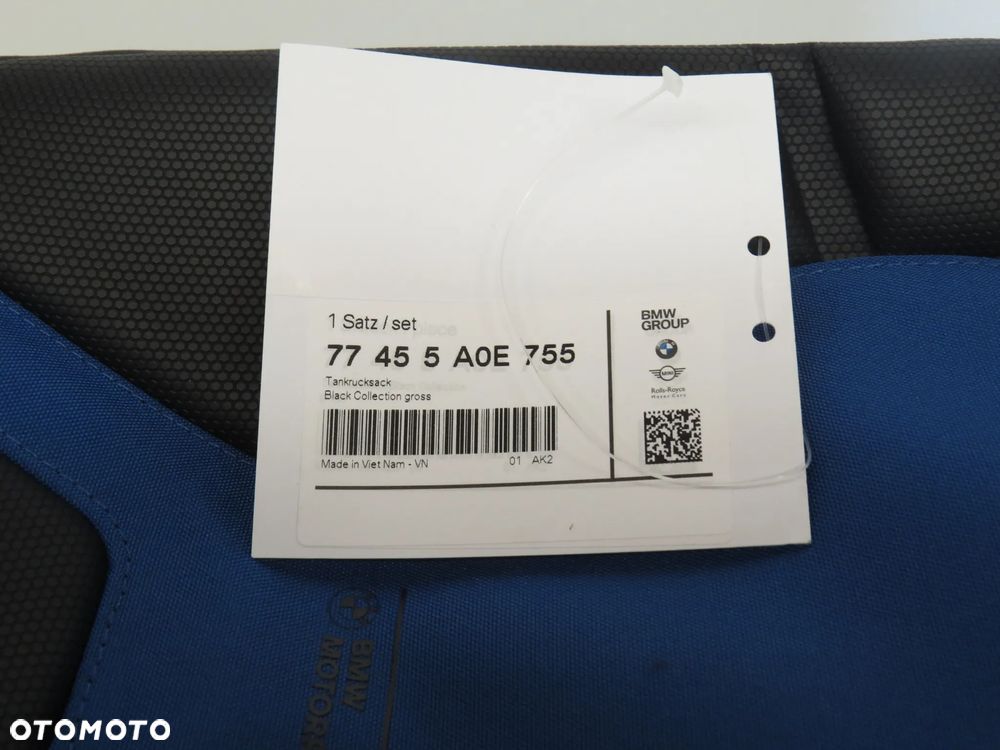 1 Satz / set
77 45 5 A0E 755
Tankrucksack
Black Collection gross
Made in Viet Nam - VN
01 AK2
BMW
GROUP
MINI
Rolls-Royce
Motor Cars
BMW
MOTORR
OTOMOTO